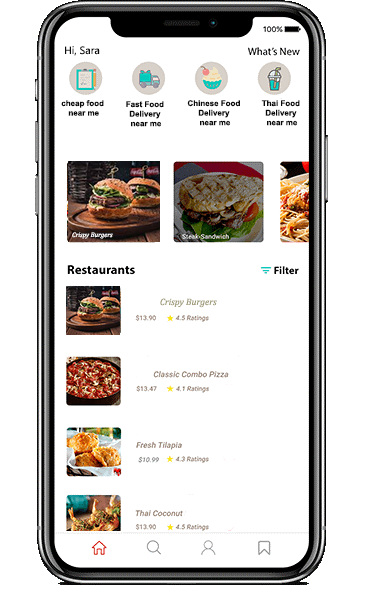 100%
Hi, Sara
What's New
cheap food
near me
Fast Food
Delivery
near me
Chinese Food
Delivery
near me
Thai Food
Delivery
near me
Crispy Burgers
Steak-Sandwich
Restaurants
Filter
Crispy Burgers
$13.90 4.5 Ratings
Classic Combo Pizza
$13.47 4.1 Ratings
Fresh Tilapia
$10.99 4.3 Ratings
Thai Coconut
$13.90 4.5 Ratings